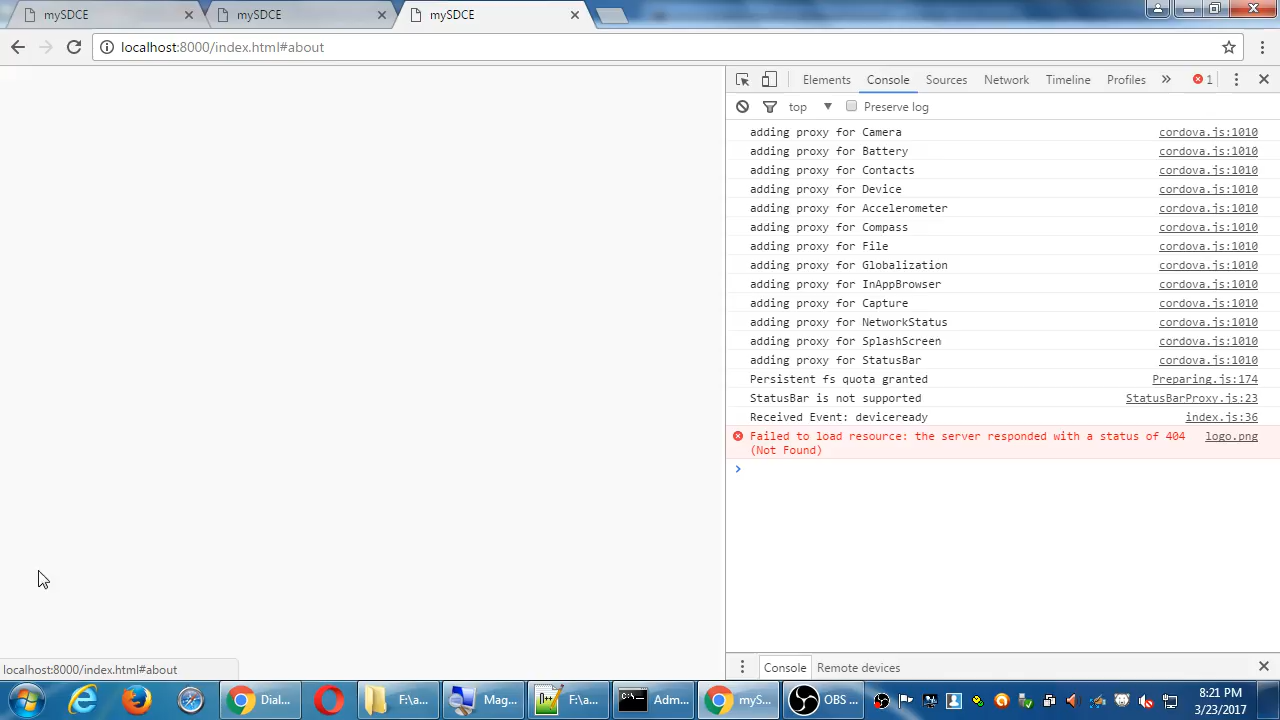 mySDCE
mySDCE
mySDCE
localhost:8000/index.html#about
Elements
Console
Sources
Network
Timeline
Profiles
1
top
Preserve log
adding proxy for Camera cordova.js:1010
adding proxy for Battery cordova.js:1010
adding proxy for Contacts cordova.js:1010
adding proxy for Device cordova.js:1010
adding proxy for Accelerometer cordova.js:1010
adding proxy for Compass cordova.js:1010
adding proxy for File cordova.js:1010
adding proxy for Globalization cordova.js:1010
adding proxy for InAppBrowser cordova.js:1010
adding proxy for Capture cordova.js:1010
adding proxy for NetworkStatus cordova.js:1010
adding proxy for SplashScreen cordova.js:1010
adding proxy for StatusBar cordova.js:1010
Persistent fs quota granted Preparing.js:174
StatusBar is not supported StatusBarProxy.js:23
Received Event: deviceready index.js:36
Failed to load resource: the server responded with a status of 404 logo.png
(Not Found)
Console
Remote devices
localhost:8000/index.html#about
Dial...
F:\a...
Mag...
F:\a...
Adm...
myS...
OBS ...
8:21 PM
3/23/2017